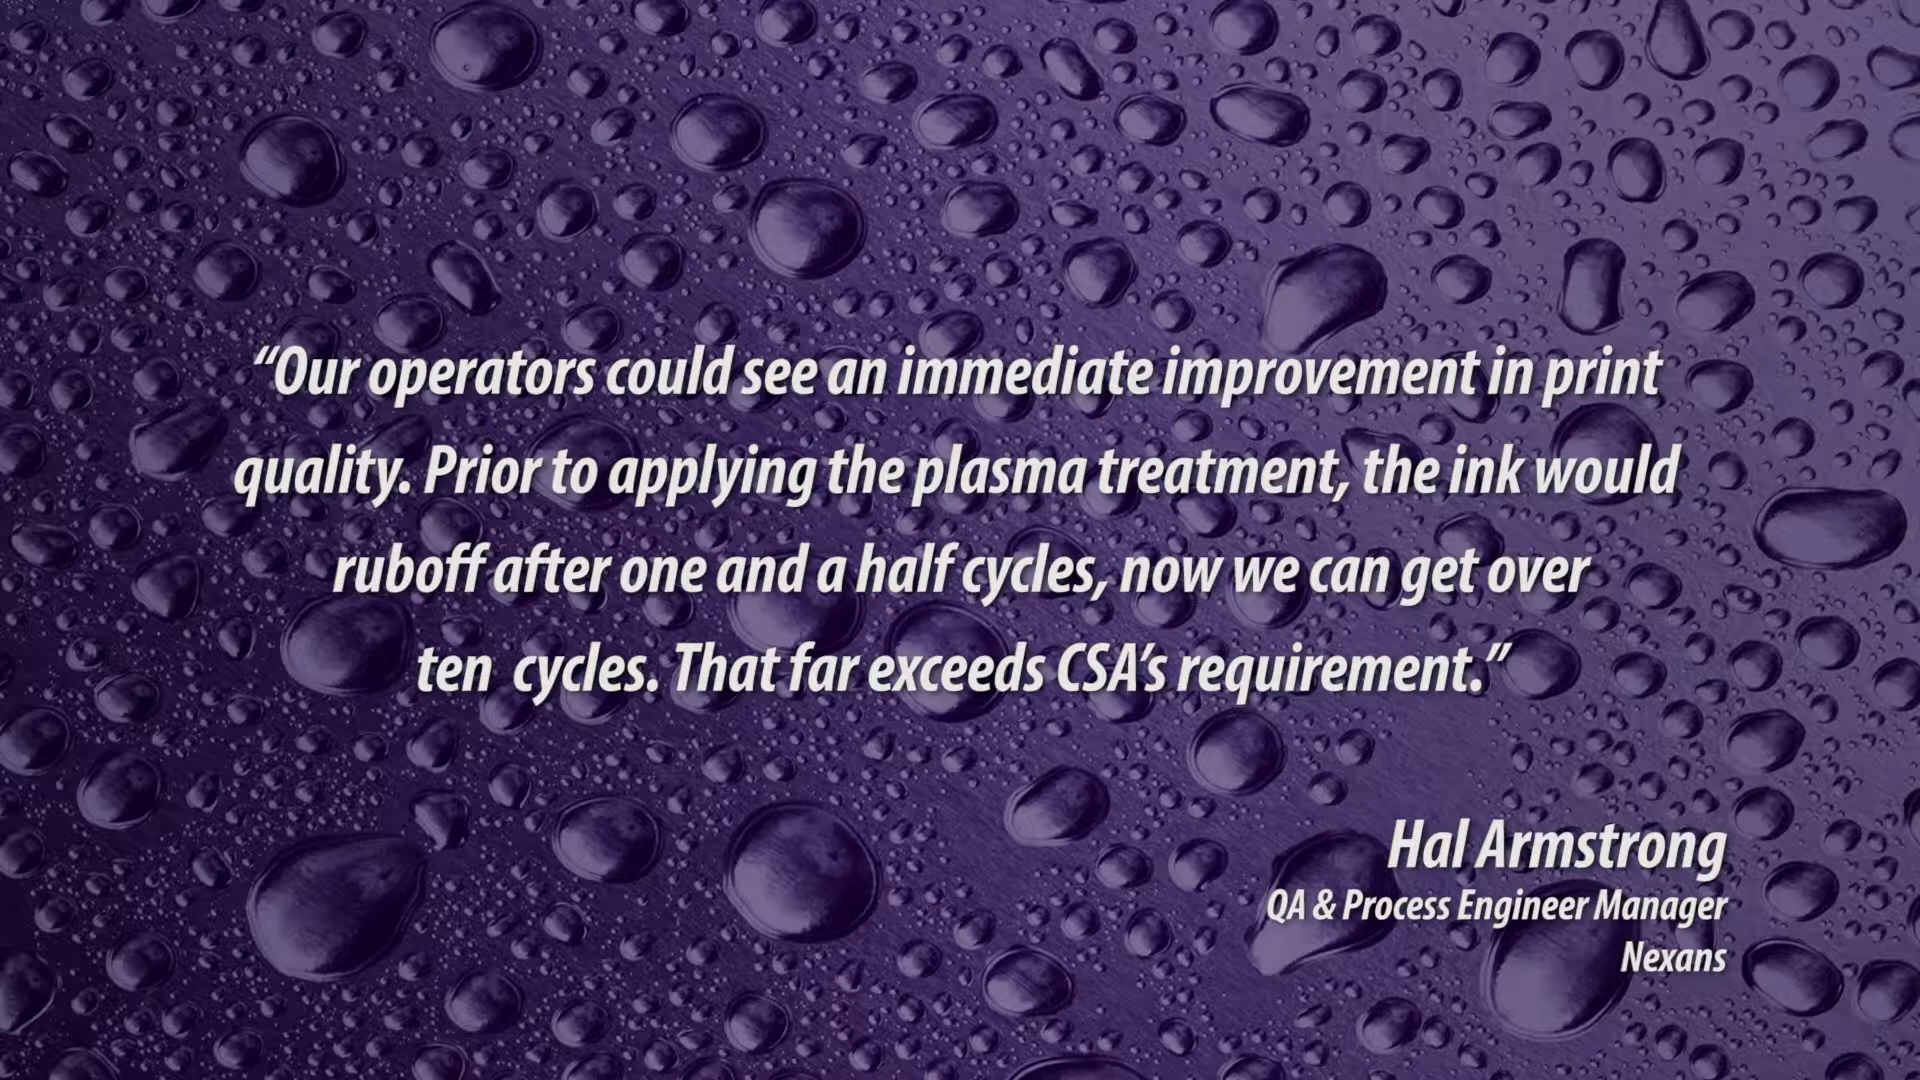 “Our operators could see an immediate improvement in print
quality. Prior to applying the plasma treatment, the ink would
ruboff after one and a half cycles, now we can get over
ten  cycles. That far exceeds CSA’s requirement.”
Hal Armstrong
QA & Process Engineer Manager
Nexans